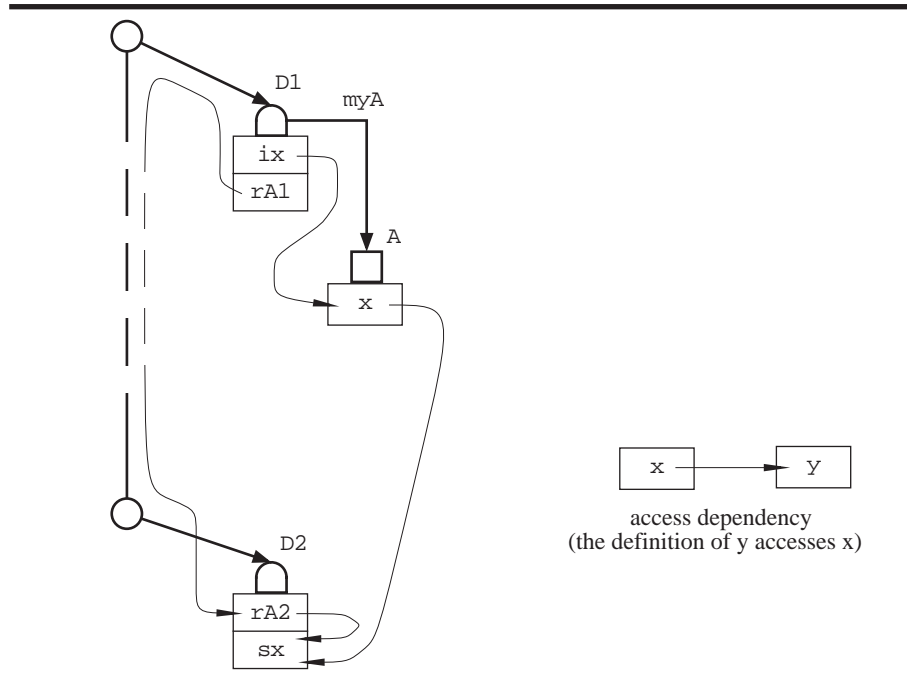 D1
myA
ix
rA1
A
x
x
y
access dependency
(the definition of y accesses x)
D2
rA2
sx